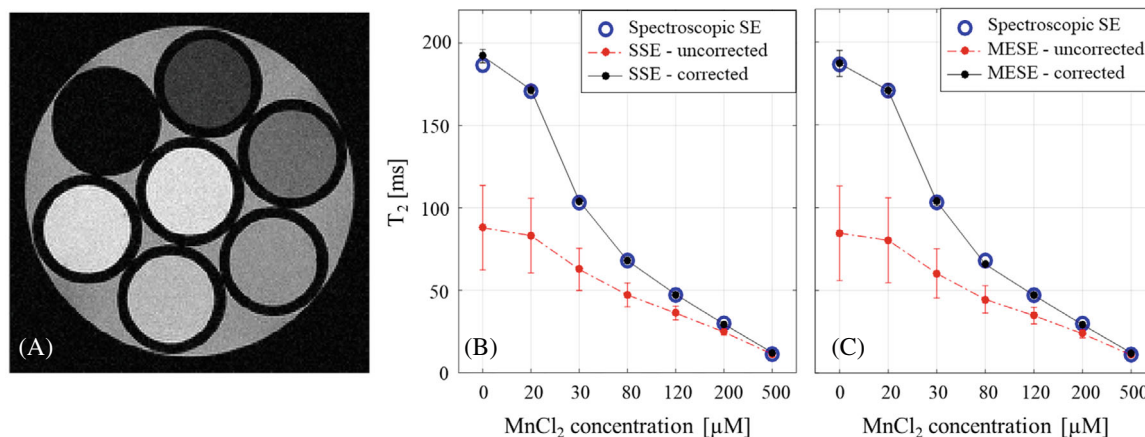 (A)
T₂ [ms]
200
150
100
50
0
Spectroscopic SE
SSE - uncorrected
SSE - corrected
(B)
0 20 30 80 120 200 500
MnCl₂ concentration [µM]
Spectroscopic SE
MESE - uncorrected
MESE - corrected
(C)
0 20 30 80 120 200 500
MnCl₂ concentration [µM]